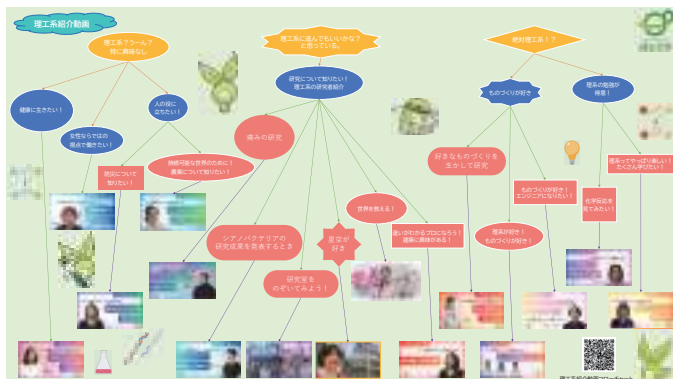 理工系紹介動画
理工系？うーん？
特に興味なし
理工系に進んでもいいかな？
と思っている。
絶対理工系！？
健康に生きたい！
女性ならではの
視点で働きたい！
人の役に
立ちたい！
研究について知りたい！
理工系の研究者紹介
ものづくりが好き
理系の勉強が
得意！
防災について
知りたい！
持続可能な世界のために！
農業について知りたい！
痛みの研究
シアノバクテリアの
研究成果を発表するとき
研究室を
のぞいてみよう！
星空が
好き
世界を救える！
違いがわかるプロになろう！
建築に興味がある！
好きなものづくりを
生かして研究
理系が好き！
ものづくりが好き！
ものづくりが好き！
エンジニアになりたい！
化学反応を
見てみたい！
理系ってやっぱり楽しい！
たくさん学びたい！